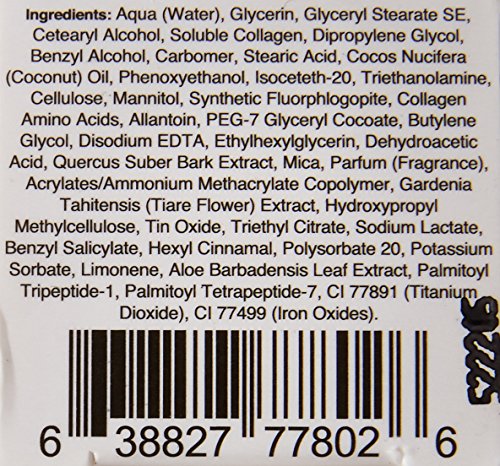 Ingredients: Aqua (Water), Glycerin, Glyceryl Stearate SE,
Cetearyl Alcohol, Soluble Collagen, Dipropylene Glycol,
Benzyl Alcohol, Carbomer, Stearic Acid, Cocos Nucifera
(Coconut) Oil, Phenoxyethanol, Isoceteth-20, Triethanolamine,
Cellulose, Mannitol, Synthetic Fluorphlogopite, Collagen
Amino Acids, Allantoin, PEG-7 Glyceryl Cocoate, Butylene
Glycol, Disodium EDTA, Ethylhexylglycerin, Dehydroacetic
Acid, Quercus Suber Bark Extract, Mica, Parfum (Fragrance),
Acrylates/Ammonium Methacrylate Copolymer, Gardenia
Tahitensis (Tiare Flower) Extract, Hydroxypropyl
Methylcellulose, Tin Oxide, Triethyl Citrate, Sodium Lactate,
Benzyl Salicylate, Hexyl Cinnamal, Polysorbate 20, Potassium
Sorbate, Limonene, Aloe Barbadensis Leaf Extract, Palmitoyl
Tripeptide-1, Palmitoyl Tetrapeptide-7, CI 77891 (Titanium
Dioxide), CI 77499 (Iron Oxides).
6 38827 77802 6